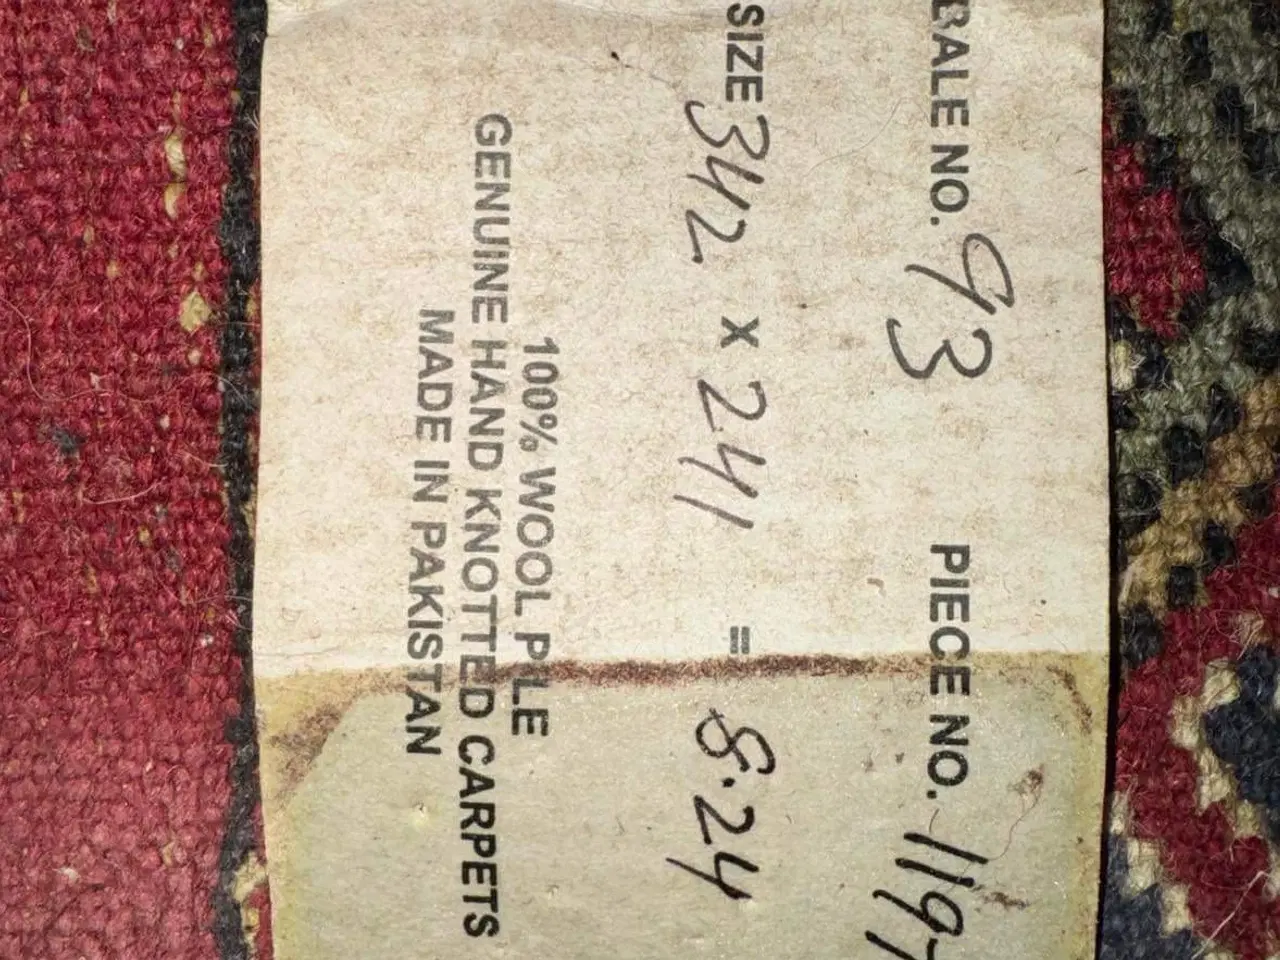 BALE NO. 93 PIECE NO. 1197
SIZE 342 x 241 = 8.24
100% WOOL PILE
GENUINE HAND KNOTTED CARPETS
MADE IN PAKISTAN